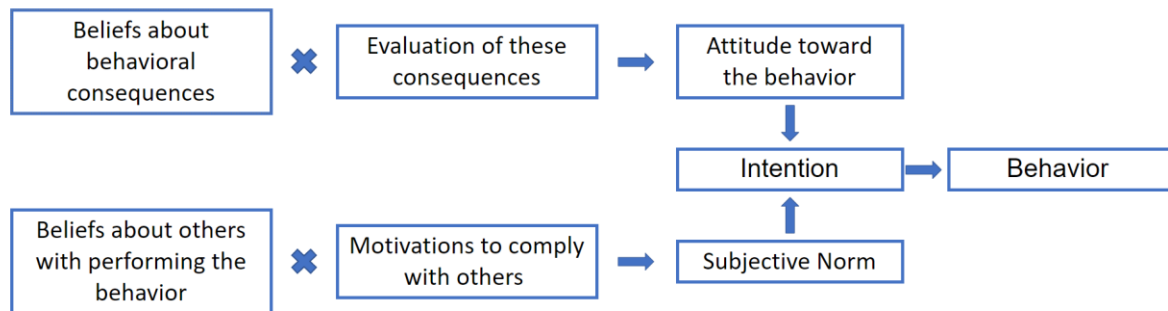 Beliefs about
behavioral
consequences
Evaluation of these
consequences
Attitude toward
the behavior
Intention
Behavior
Beliefs about others
with performing the
behavior
Motivations to comply
with others
Subjective Norm